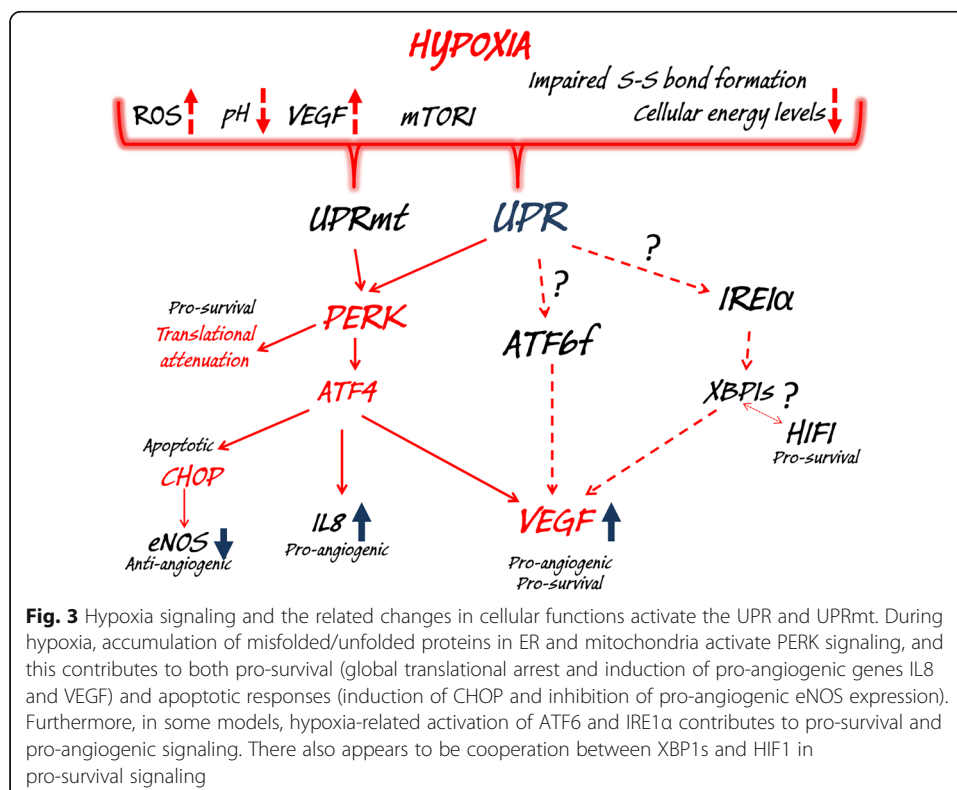 HYPOXIA
Impaired S-S bond formation
ROS pH VEGF mTORI Cellular energy levels
UPRmt UPR
? ?
IRE1α
Pro-survival PERK
Translational
attenuation
ATF6f
ATF4
XBP1s ?
HIF1
Pro-survival
Apoptotic
CHOP
IL8 VEGF
eNOS Pro-angiogenic
Anti-angiogenic
Pro-angiogenic
Pro-survival
Fig. 3 Hypoxia signaling and the related changes in cellular functions activate the UPR and UPRmt. During
hypoxia, accumulation of misfolded/unfolded proteins in ER and mitochondria activate PERK signaling, and
this contributes to both pro-survival (global translational arrest and induction of pro-angiogenic genes IL8
and VEGF) and apoptotic responses (induction of CHOP and inhibition of pro-angiogenic eNOS expression).
Furthermore, in some models, hypoxia-related activation of ATF6 and IRE1α contributes to pro-survival and
pro-angiogenic signaling. There also appears to be cooperation between XBP1s and HIF1 in
pro-survival signaling